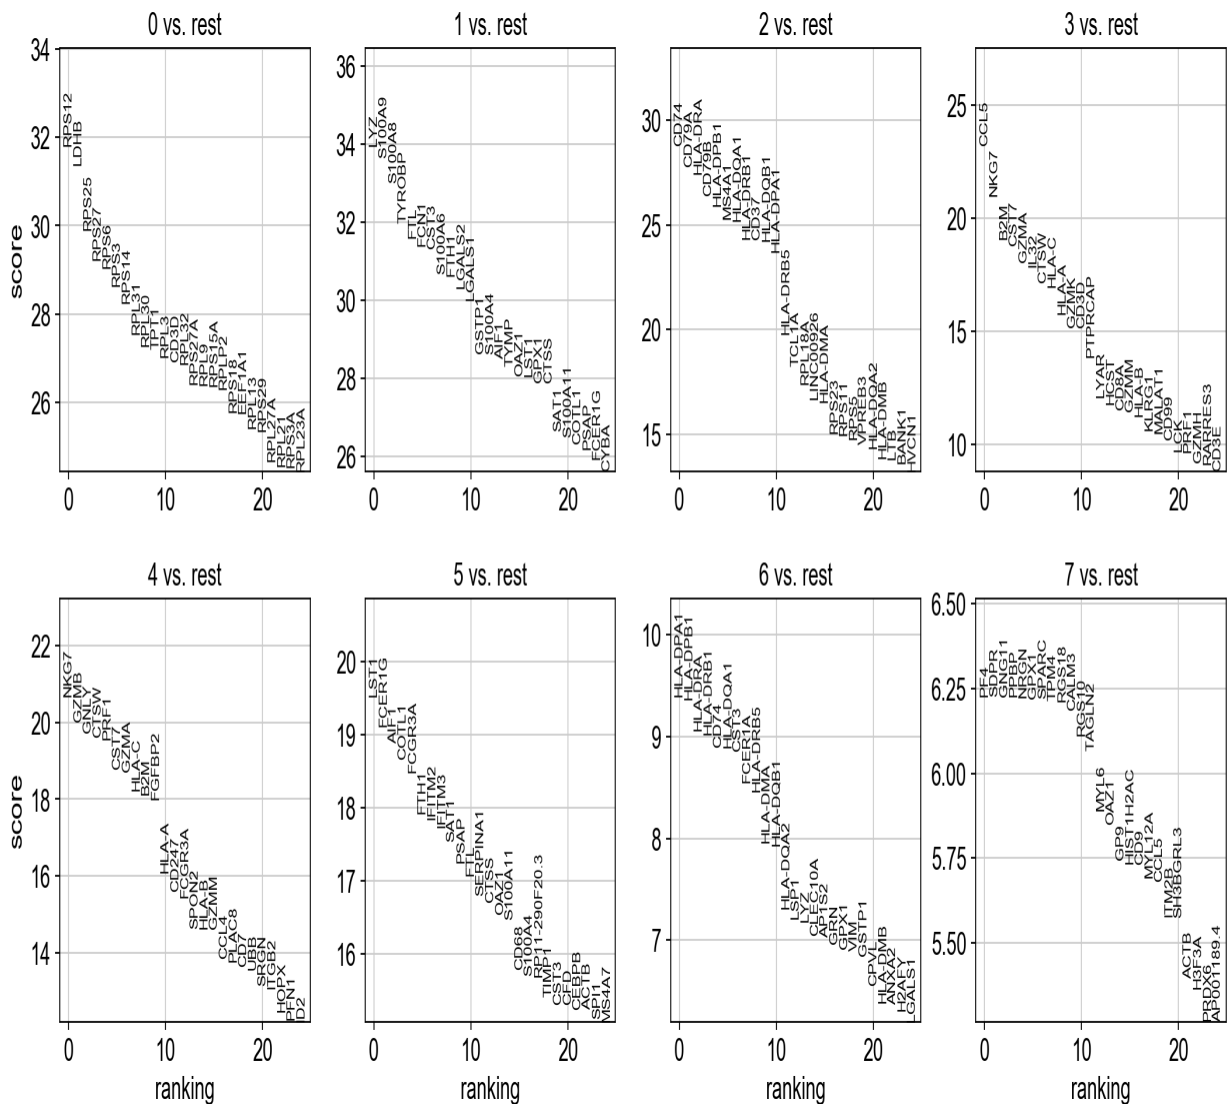 0 vs. rest
1 vs. rest
2 vs. rest
3 vs. rest
score
34
32
30
28
26
RPS12
LDHB
RPS25
RPS27
RPS6
RPS3
RPS14
RPL31
RPL30
TPT1
RPL3
CD3D
RPL32
RPS27A
RPL9
RPS15A
RPLP2
RPS18
EEF1A1
RPL13
RPS29
RPL27A
RPL21
RPS3A
RPL23A
0
10
20
36
34
32
30
28
26
LYZ
S100A9
S100A8
TYROBP
FTL
FCN1
CST3
S100A6
FTH1
LGALS2
LGALS1
GSTP1
S100A4
AIF1
TYMP
OAZ1
LST1
GPX1
CTSS
SAT1
S100A11
COTL1
PSAP
FCER1G
CYBA
0
10
20
30
25
20
15
CD74
CD79A
HLA-DRA
CD79B
HLA-DPB1
MS4A1
HLA-DQA1
HLA-DRB1
CD37
HLA-DQB1
HLA-DPA1
HLA-DRB5
TCL1A
RPL18A
LINC00926
HLA-DMA
RPS23
RPS11
RPS5
VPREB3
HLA-DQA2
HLA-DMB
LTB
BANK1
HVCN1
0
10
20
25
20
15
10
CCL5
NKG7
B2M
CST7
GZMA
IL32
CTSW
HLA-C
HLA-A
GZMK
CD3D
PTPRCAP
LYAR
HCST
CD8A
GZMM
HLA-B
KLRG1
MALAT1
CD99
LCK
PRF1
GZMH
RARRES3
CD3E
0
10
20
4 vs. rest
5 vs. rest
6 vs. rest
7 vs. rest
score
22
20
18
16
14
NKG7
GZMB
GNLY
CTSW
PRF1
CST7
GZMA
HLA-C
B2M
FGFBP2
HLA-A
CD247
FCGR3A
SPON2
HLA-B
GZMM
CCL4
PLAC8
CD7
UBB
SRGN
ITGB2
HOPX
PFN1
ID2
0
10
20
ranking
20
19
18
17
16
LST1
FCER1G
AIF1
COTL1
FCGR3A
FTH1
IFITM2
IFITM3
SAT1
PSAP
FTL
SERPINA1
CTSS
OAZ1
S100A11
CD68
S100A4
RP11-290F20.3
TIMP1
CST3
CFD
CEBPB
ACTB
SPI1
MS4A7
0
10
20
ranking
10
9
8
7
HLA-DPA1
HLA-DPB1
HLA-DRA
HLA-DRB1
CD74
HLA-DQA1
CST3
FCER1A
HLA-DRB5
HLA-DMA
HLA-DQB1
HLA-DQA2
LSP1
LYZ
CLEC10A
AP1S2
GRN
GPX1
VIM
GSTP1
CPVL
HLA-DMB
ANXA2
H2AFY
LGALS1
0
10
20
ranking
6.50
6.25
6.00
5.75
5.50
PF4
SDPR
GNG11
PPBP
NRGN
GPX1
SPARC
TPM4
RGS18
CALM3
RGS10
TAGLN2
MYL6
OAZ1
GP9
HIST1H2AC
CD9
MYL12A
CCL5
ITM2B
SH3BGRL3
ACTB
H3F3A
PRDX6
AP001189.4
0
10
20
ranking